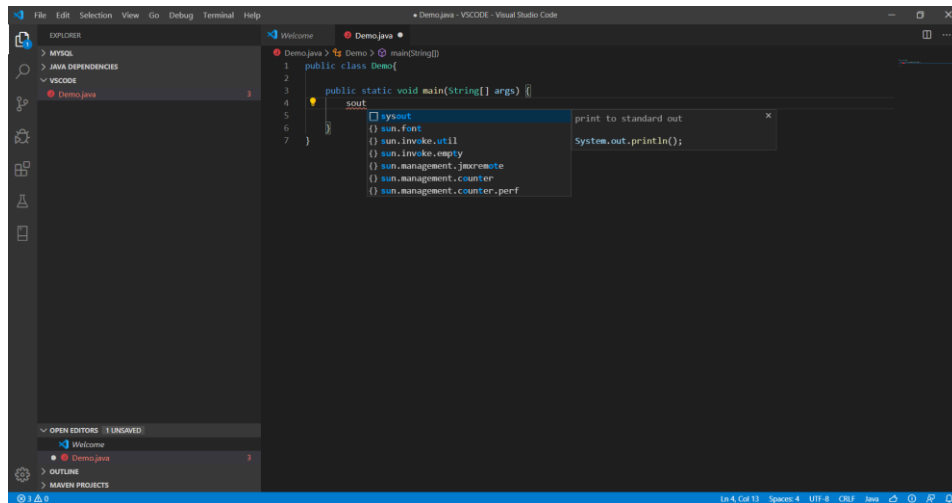 File Edit Selection View Go Debug Terminal Help
● Demo.java - VSCODE - Visual Studio Code
EXPLORER
> MYSQL
> JAVA DEPENDENCIES
VSCODE
Demo.java 3
OPEN EDITORS 1 UNSAVED
Welcome
● Demo.java 3
> OUTLINE
> MAVEN PROJECTS
Welcome Demo.java ●
Demo.java > Demo > main(String[])
1 public class Demo{
2
3 public static void main(String[] args) {
4 sout
5
6 }
7 }
sysout
{} sun.font
{} sun.invoke.util
{} sun.invoke.empty
{} sun.management.jmxremote
{} sun.management.counter
{} sun.management.counter.perf
print to standard out ×
System.out.println();
3 0
Ln 4, Col 13 Spaces: 4 UTF-8 CRLF Java